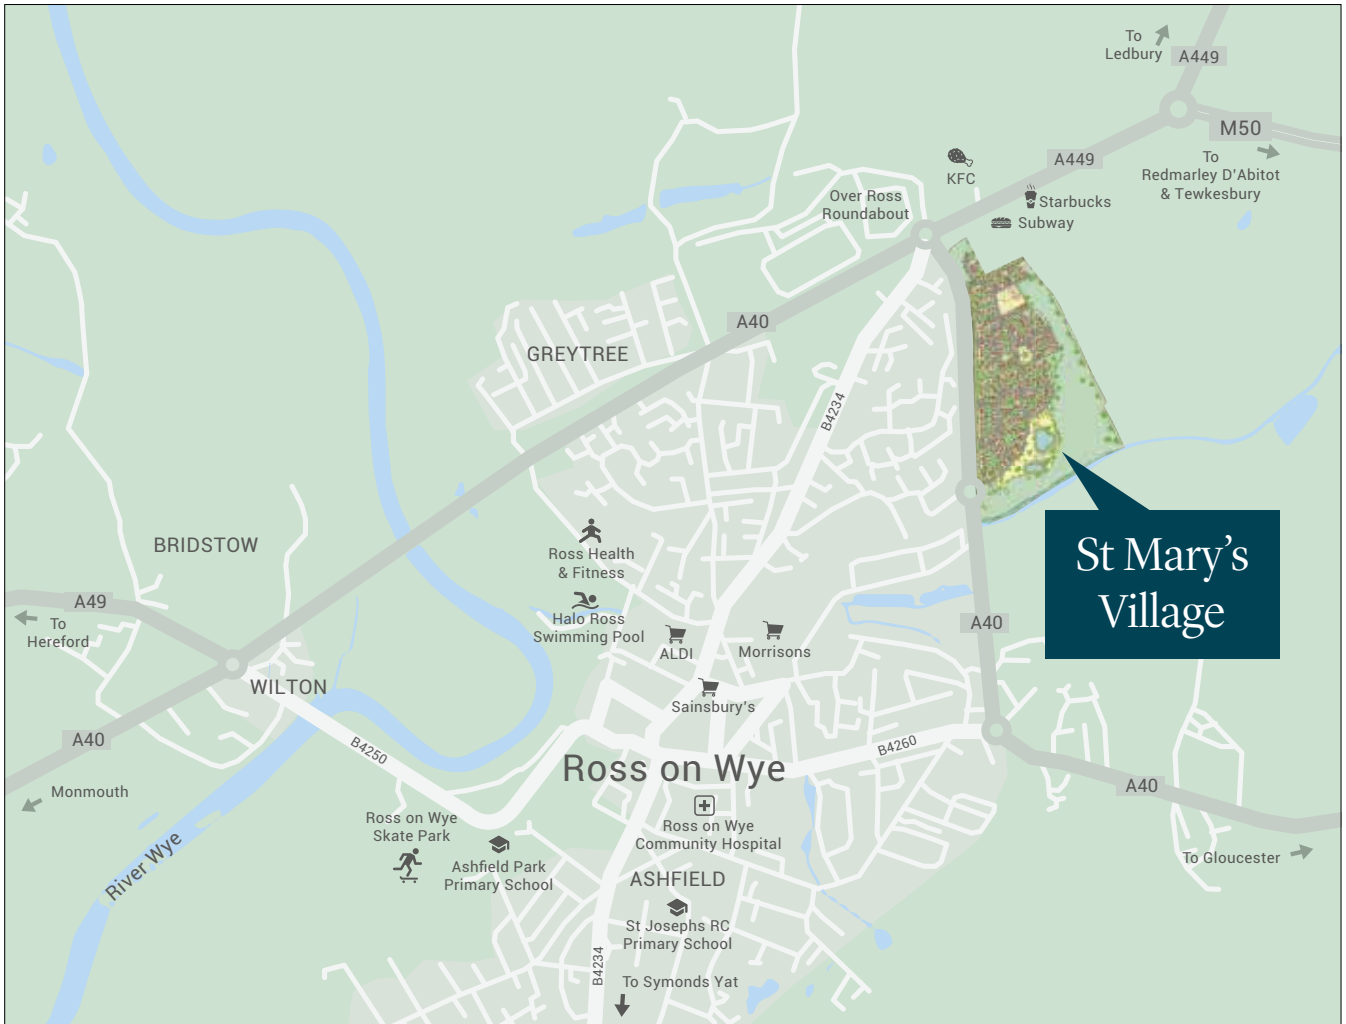 To
Ledbury
A449
M50
To
Redmarley D'Abitot
& Tewkesbury
A449
KFC
Starbucks
Subway
Over Ross
Roundabout
A40
GREYTREE
B4234
St Mary’s
Village
BRIDSTOW
Ross Health
& Fitness
A49
To
Hereford
Halo Ross
Swimming Pool
ALDI
Morrisons
A40
WILTON
Sainsbury's
A40
B4250
B4260
Ross on Wye
Monmouth
A40
Ross on Wye
Skate Park
Ross on Wye
Community Hospital
River Wye
Ashfield Park
Primary School
To Gloucester
ASHFIELD
St Josephs RC
Primary School
B4234
To Symonds Yat